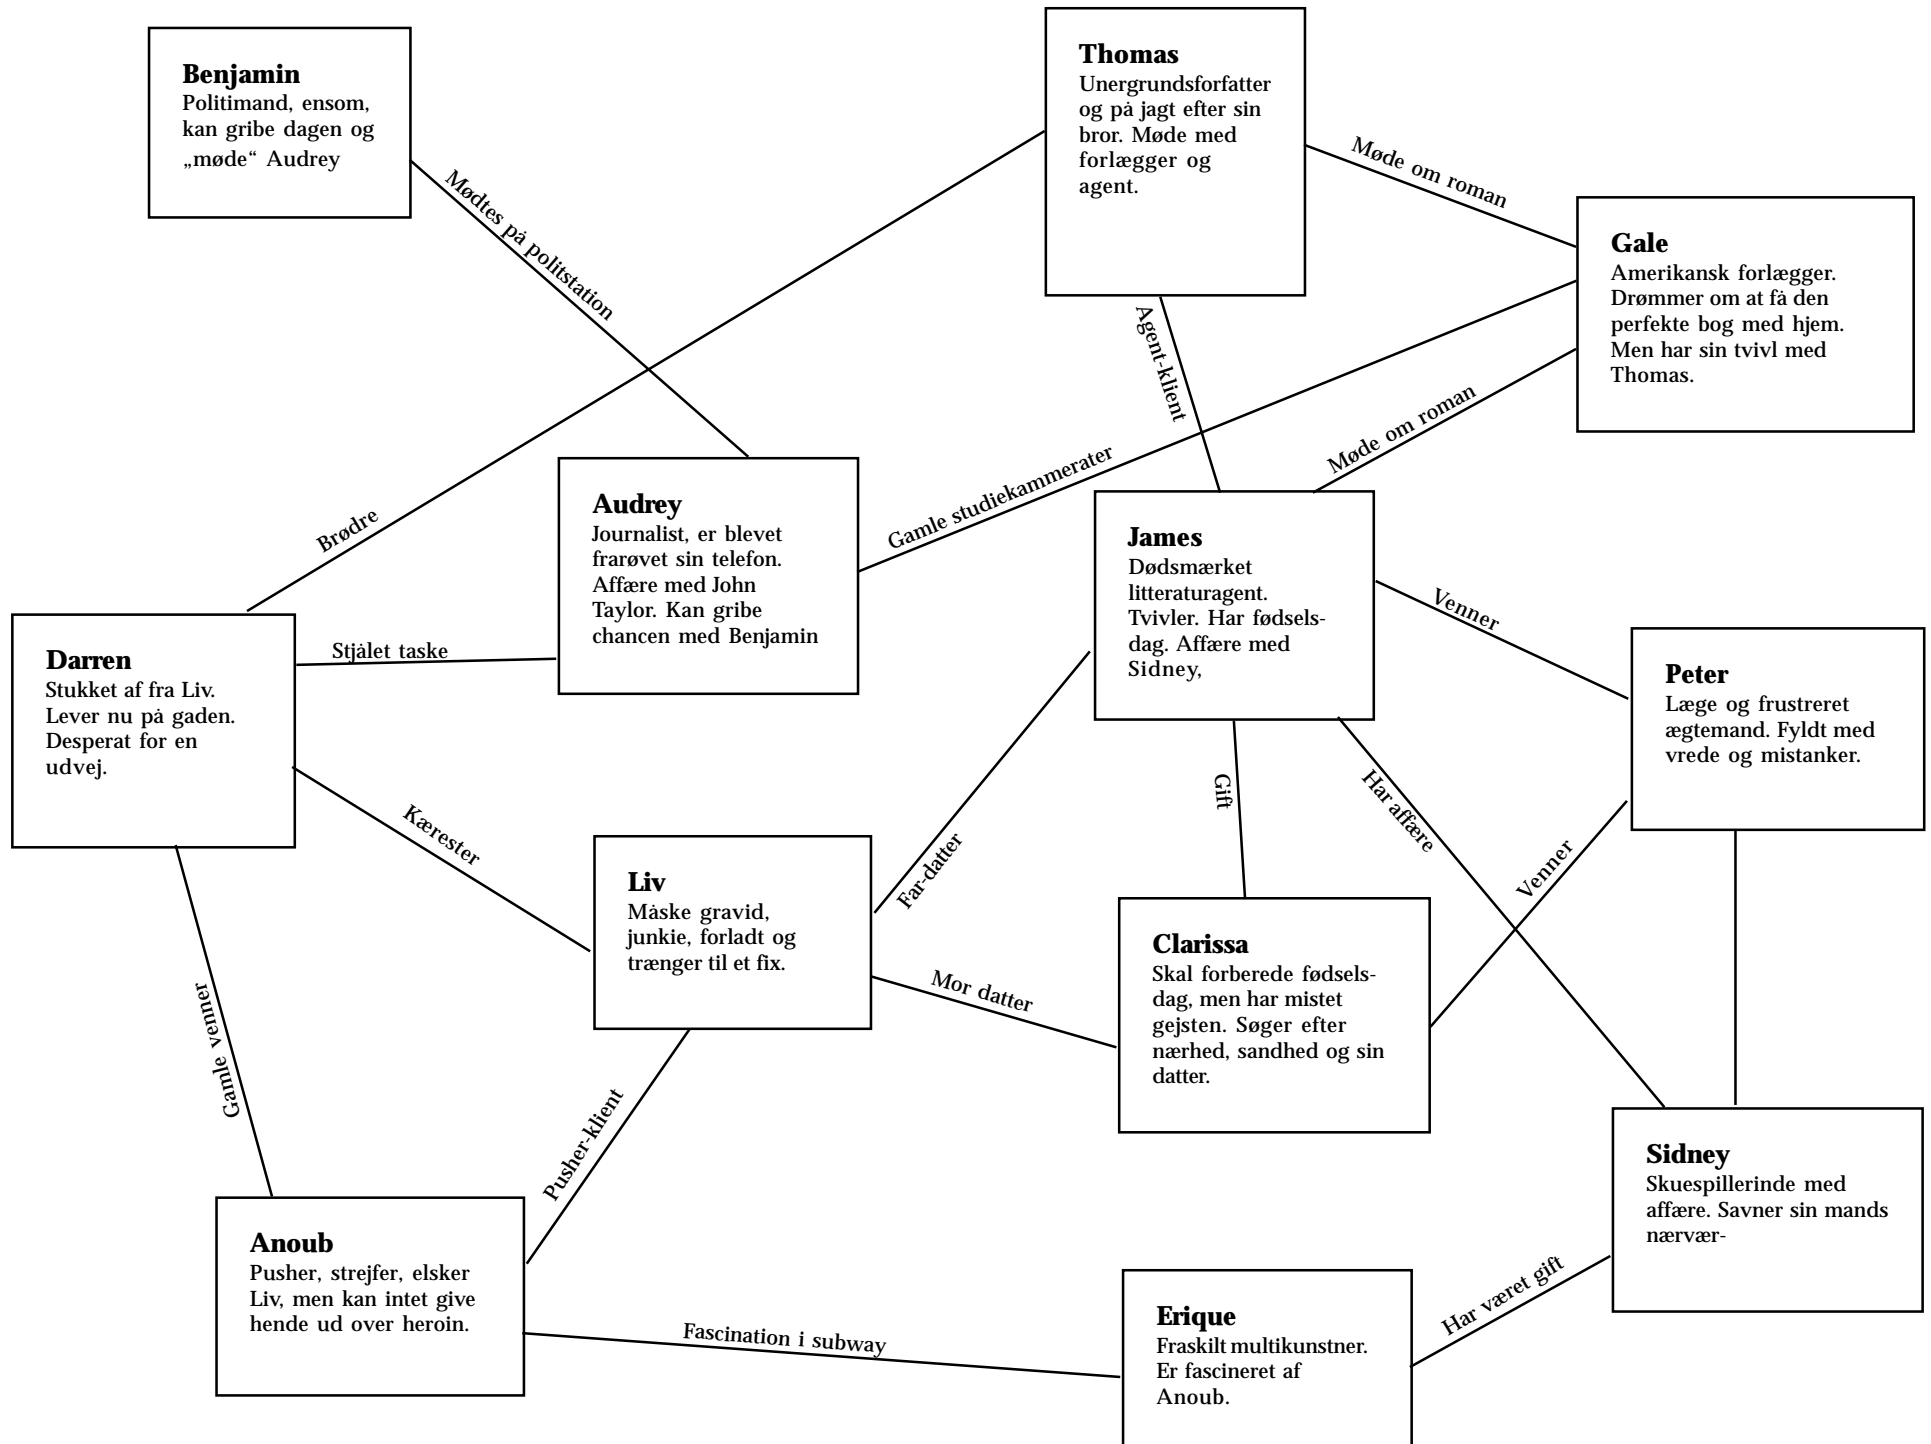 Benjamin
Politimand, ensom,
kan gribe dagen og
„møde“ Audrey
Thomas
Unergrundsforfatter
og på jagt efter sin
bror. Møde med
forlægger og
agent.
Møde om roman
Mødtes på politstation
Gale
Amerikansk forlægger.
Drømmer om at få den
perfekte bog med hjem.
Men har sin tvivl med
Thomas.
Agent-klient
Møde om roman
Gamle studiekammerater
Brødre
Audrey
Journalist, er blevet
frarøvet sin telefon.
Affære med John
Taylor. Kan gribe
chancen med Benjamin
James
Dødsmærket
litteraturagent.
Tvivler. Har fødsels-
dag. Affære med
Sidney,
Venner
Stjålet taske
Darren
Stukket af fra Liv.
Lever nu på gaden.
Desperat for en
udvej.
Peter
Læge og frustreret
ægtemand. Fyldt med
vrede og mistanker.
Kærester
Far-datter
Gift
Har affære
Venner
Liv
Måske gravid,
junkie, forladt og
trænger til et fix.
Mor datter
Clarissa
Skal forberede fødsels-
dag, men har mistet
gejsten. Søger efter
nærhed, sandhed og sin
datter.
Gamle venner
Pusher-klient
Sidney
Skuespillerinde med
affære. Savner sin mands
nærvær-
Anoub
Pusher, strejfer, elsker
Liv, men kan intet give
hende ud over heroin.
Fascination i subway
Har været gift
Erique
Fraskilt multikunstner.
Er fascineret af
Anoub.